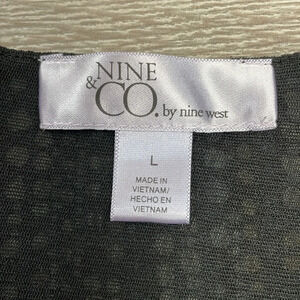 NINE
& CO. by nine west
L
MADE IN
VIETNAM/
HECHO EN
VIETNAM